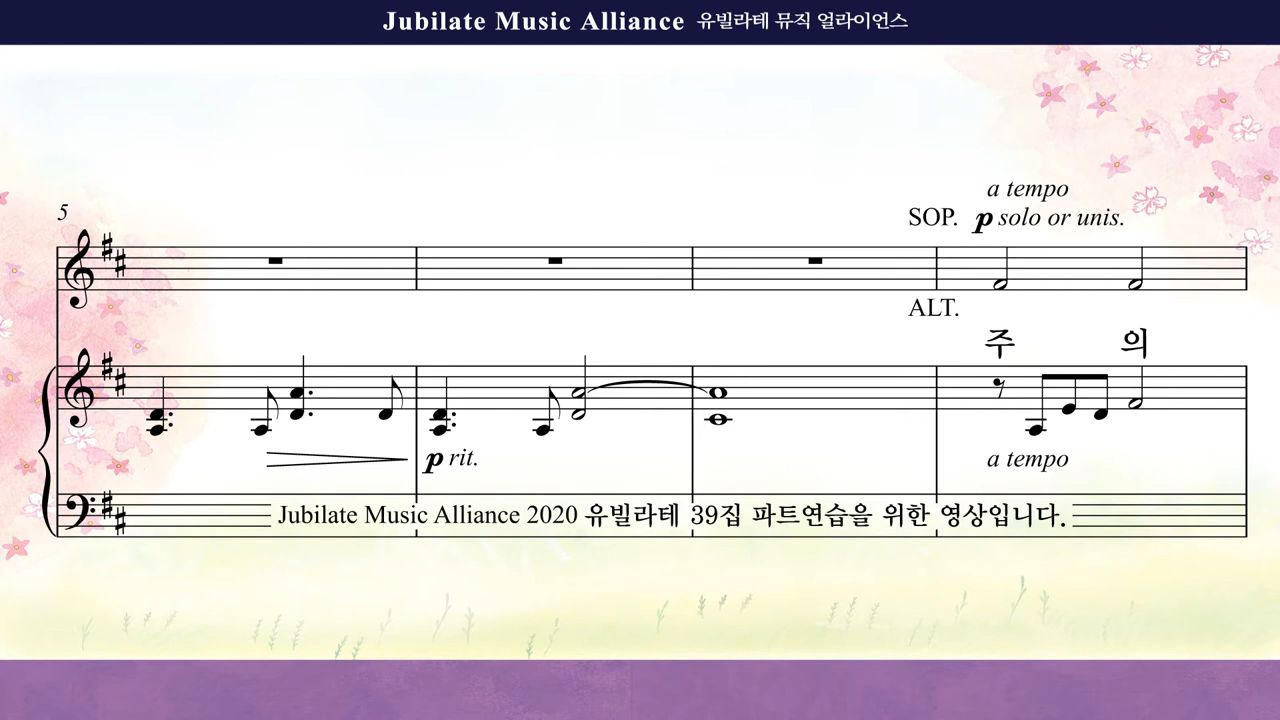 Jubilate Music Alliance 유빌라테 뮤직 얼라이언스
a tempo
5
SOP. p solo or unis.
ALT.
주 의
p rit.
a tempo
Jubilate Music Alliance 2020 유빌라테 39집 파트연습을 위한 영상입니다.